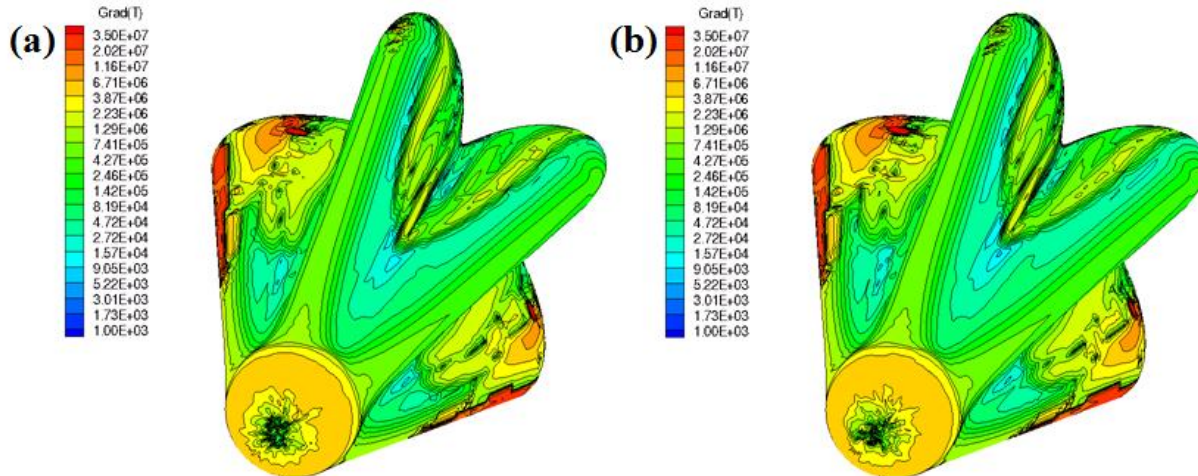 (a)
Grad(T)
3.50E+07
2.02E+07
1.16E+07
6.71E+06
3.87E+06
2.23E+06
1.29E+06
7.41E+05
4.27E+05
2.46E+05
1.42E+05
8.19E+04
4.72E+04
2.72E+04
1.57E+04
9.05E+03
5.22E+03
3.01E+03
1.73E+03
1.00E+03
(b)
Grad(T)
3.50E+07
2.02E+07
1.16E+07
6.71E+06
3.87E+06
2.23E+06
1.29E+06
7.41E+05
4.27E+05
2.46E+05
1.42E+05
8.19E+04
4.72E+04
2.72E+04
1.57E+04
9.05E+03
5.22E+03
3.01E+03
1.73E+03
1.00E+03